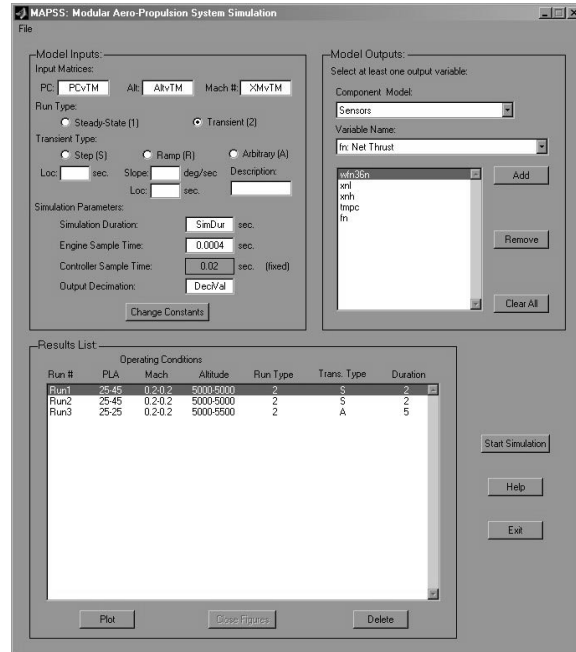 MAPSS: Modular Aero-Propulsion System Simulation
File
Model Inputs:
Input Matrices:
PC: PCvTM Alt: AltvTM Mach #: XMvTM
Run Type:
Steady-State (1) Transient (2)
Transient Type:
Step (S) Ramp (R) Arbitrary (A)
Loc: sec. Slope: deg/sec Description:
Loc: sec.
Simulation Parameters:
Simulation Duration: SimDur sec.
Engine Sample Time: 0.0004 sec.
Controller Sample Time: 0.02 sec. (fixed)
Output Decimation: DeciVal
Change Constants
Model Outputs:
Select at least one output variable:
Component Model:
Sensors
Variable Name:
fn: Net Thrust
wfn36n
xnl
xnh
tmpc
fn
Add
Remove
Clear All
Results List:
Operating Conditions
Run # PLA Mach Altitude Run Type Trans. Type Duration
Run1 25-45 0.2-0.2 5000-5000 2 S 2
Run2 25-45 0.2-0.2 5000-5000 2 S 2
Run3 25-25 0.2-0.2 5000-5500 2 A 5
Plot Close Figures Delete
Start Simulation
Help
Exit